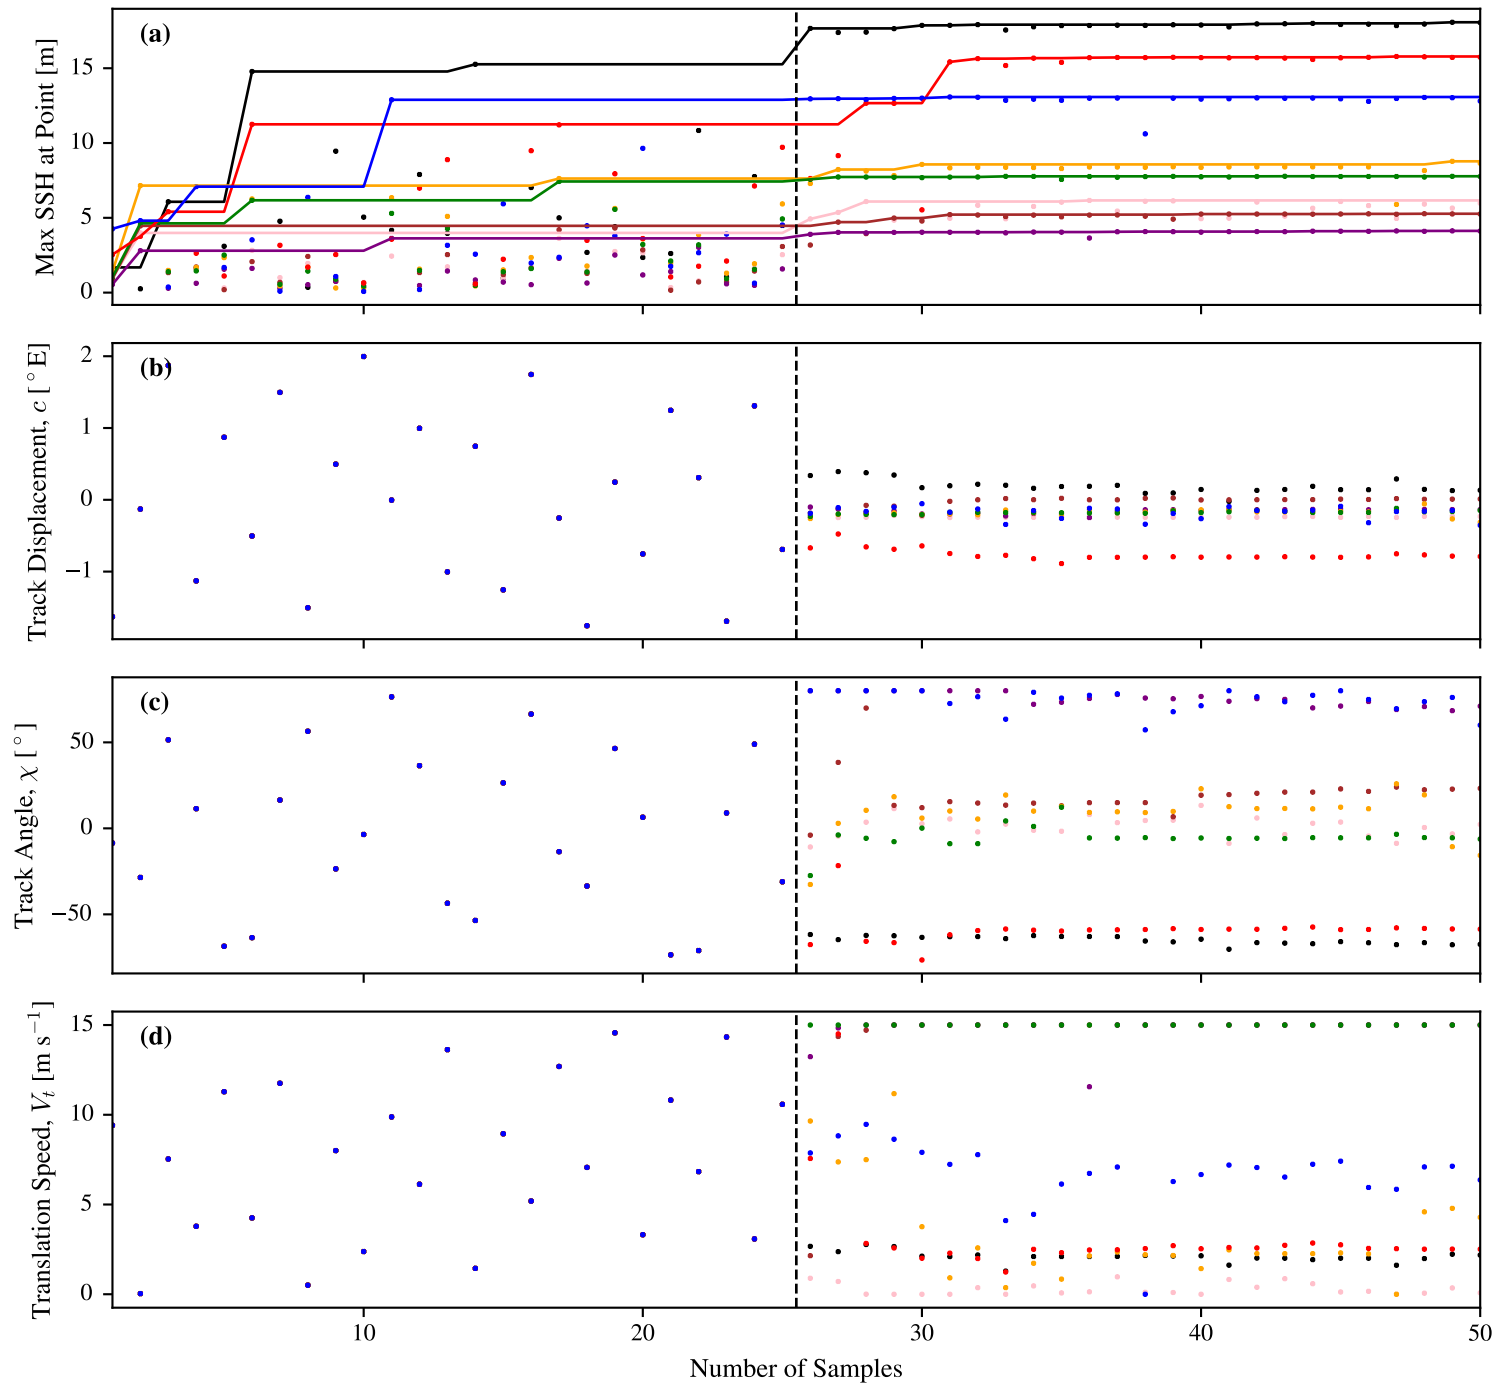 (a)
Max SSH at Point [m]
15
10
5
0
(b)
Track Displacement, c [°E]
2
1
0
−1
(c)
Track Angle, χ [°]
50
0
−50
(d)
Translation Speed, Vₜ [m s⁻¹]
15
10
5
0
10 20 30 40 50
Number of Samples